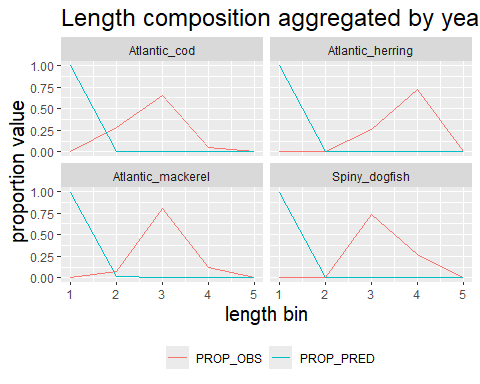 Length composition aggregated by yea
Atlantic_cod
Atlantic_herring
1.00
0.75
0.50
0.25
0.00
Atlantic_mackerel
Spiny_dogfish
1.00
0.75
0.50
0.25
0.00
proportion value
1 2 3 4 5
1 2 3 4 5
length bin
PROP_OBS PROP_PRED